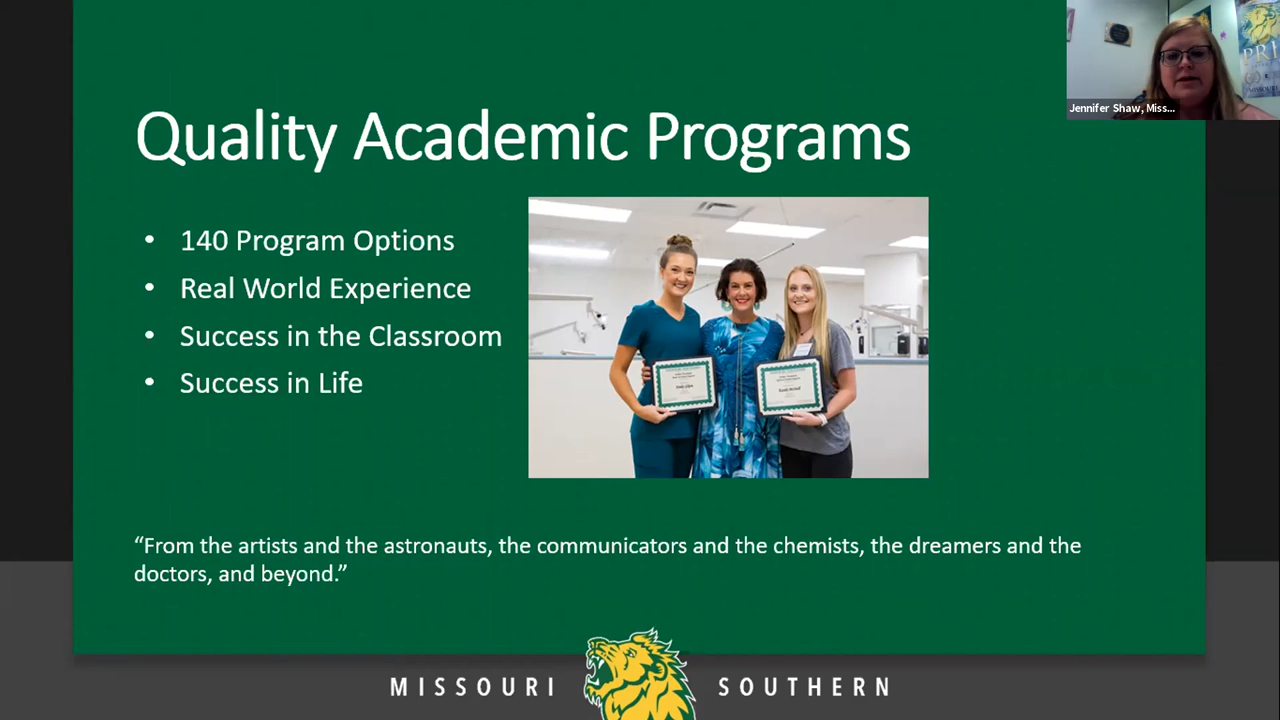 Quality Academic Programs
Jennifer Shaw, Miss...
PRI
• 140 Program Options
• Real World Experience
• Success in the Classroom
• Success in Life
“From the artists and the astronauts, the communicators and the chemists, the dreamers and the
doctors, and beyond.”
MISSOURI SOUTHERN